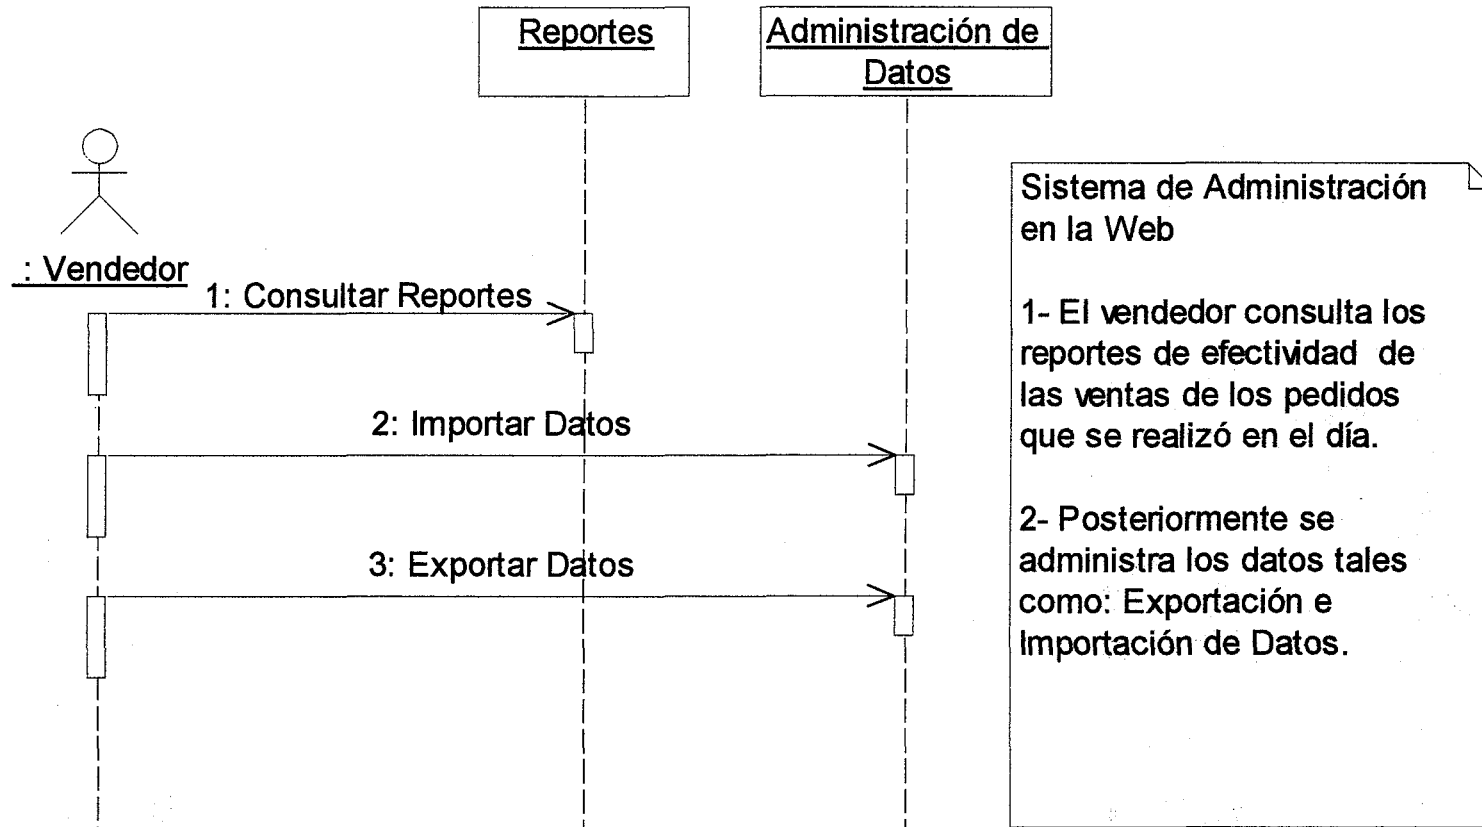 Reportes
Administración de
Datos
: Vendedor
1: Consultar Reportes
2: Importar Datos
3: Exportar Datos
Sistema de Administración
en la Web
1- El vendedor consulta los
reportes de efectividad de
las ventas de los pedidos
que se realizó en el día.
2- Posteriormente se
administra los datos tales
como: Exportación e
Importación de Datos.